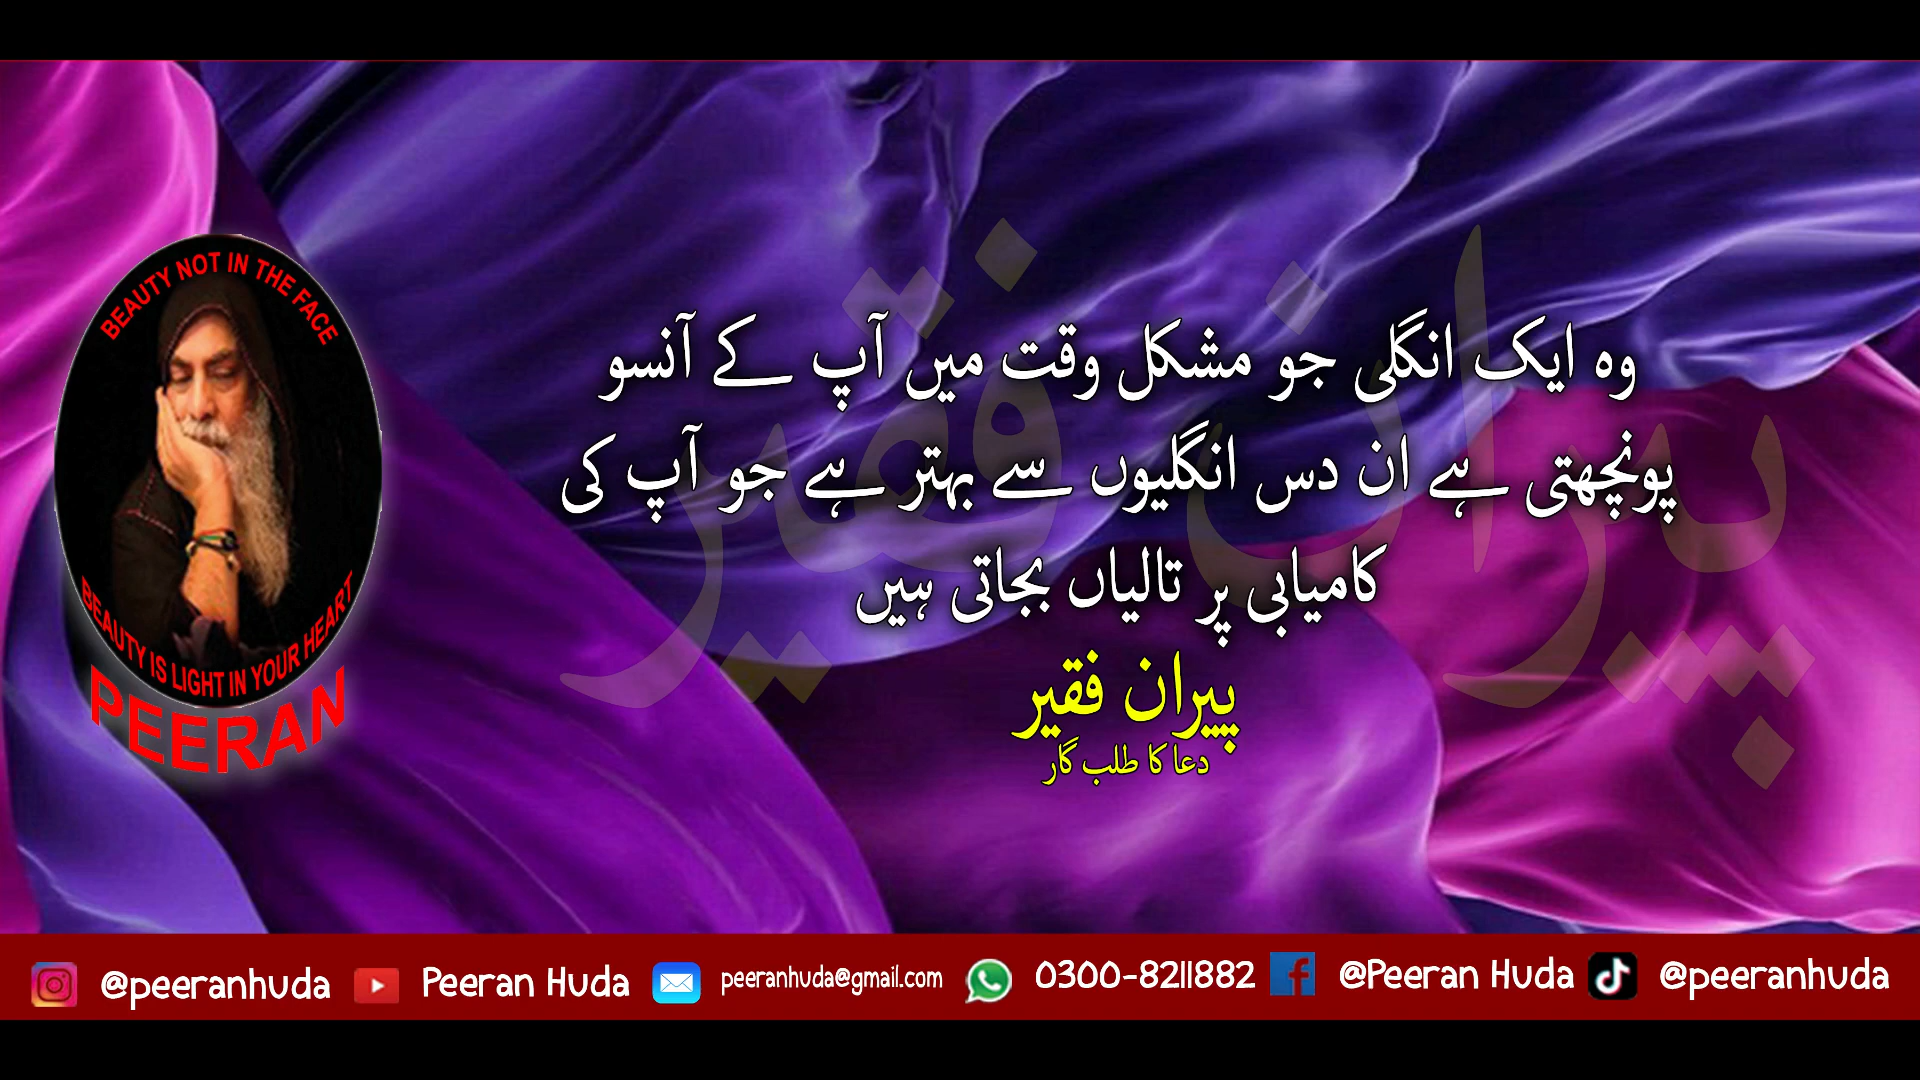 BEAUTY NOT IN THE FACE
BEAUTY IS LIGHT IN YOUR HEART
PEERAN
پیران فقیر
وہ ایک انگلی جو مشکل وقت میں آپ کے آنسو
پونچھتی ہے ان دس انگلیوں سے بہتر ہے جو آپ کی
کامیابی پر تالیاں بجاتی ہیں
پیران فقیر
دعا کا طلب گار
@peeranhuda Peeran Huda peeranhuda@gmail.com 0300-8211882 @Peeran Huda @peeranhuda